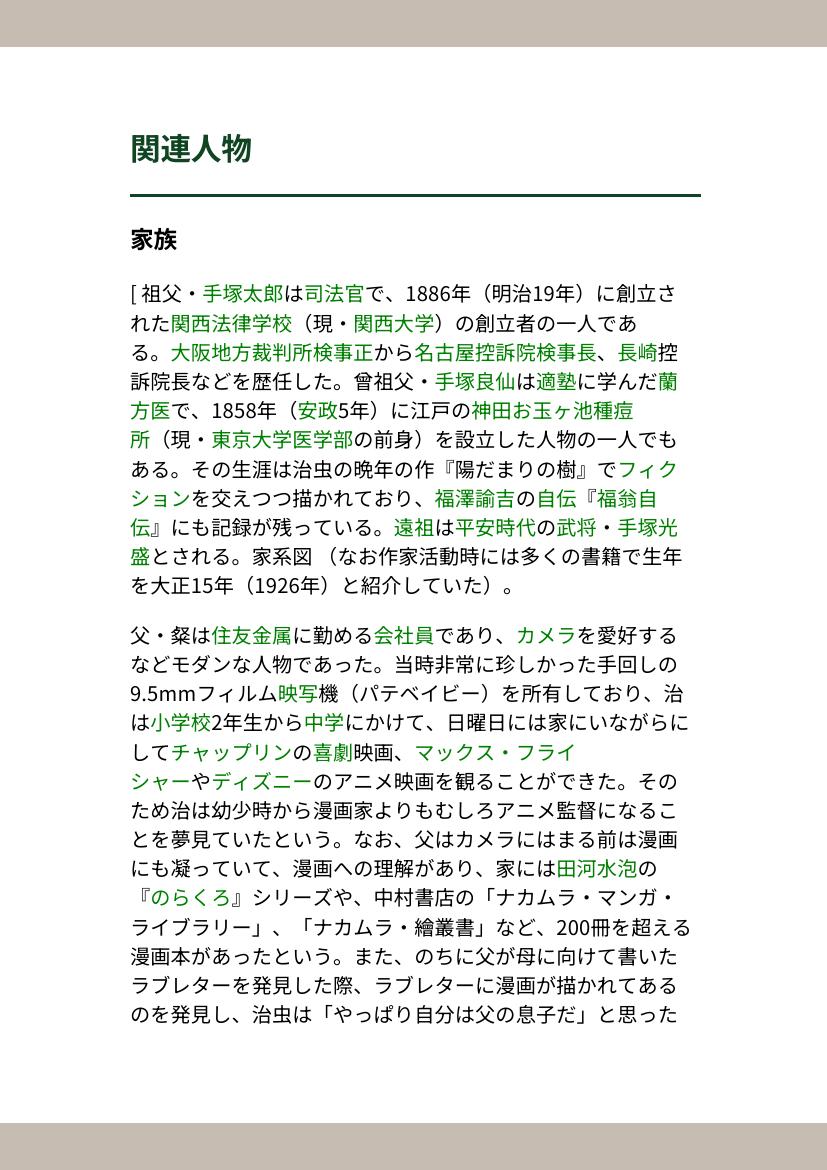 関連人物
家族
[ 祖父・手塚太郎は司法官で、1886年（明治19年）に創立さ
れた関西法律学校（現・関西大学）の創立者の一人であ
る。大阪地方裁判所検事正から名古屋控訴院検事長、長崎控
訴院長などを歴任した。曾祖父・手塚良仙は適塾に学んだ蘭
方医で、1858年（安政5年）に江戸の神田お玉ヶ池種痘
所（現・東京大学医学部の前身）を設立した人物の一人でも
ある。その生涯は治虫の晩年の作『陽だまりの樹』でフィク
ションを交えつつ描かれており、福澤諭吉の自伝『福翁自
伝』にも記録が残っている。遠祖は平安時代の武将・手塚光
盛とされる。家系図 （なお作家活動時には多くの書籍で生年
を大正15年（1926年）と紹介していた）。
父・粲は住友金属に勤める会社員であり、カメラを愛好する
などモダンな人物であった。当時非常に珍しかった手回しの
9.5mmフィルム映写機（パテベイビー）を所有しており、治
は小学校2年生から中学にかけて、日曜日には家にいながらに
してチャップリンの喜劇映画、マックス・フライ
シャーやディズニーのアニメ映画を観ることができた。その
ため治は幼少時から漫画家よりもむしろアニメ監督になるこ
とを夢見ていたという。なお、父はカメラにはまる前は漫画
にも凝っていて、漫画への理解があり、家には田河水泡の
『のらくろ』シリーズや、中村書店の「ナカムラ・マンガ・
ライブラリー」、「ナカムラ・繪叢書」など、200冊を超える
漫画本があったという。また、のちに父が母に向けて書いた
ラブレターを発見した際、ラブレターに漫画が描かれてある
のを発見し、治虫は「やっぱり自分は父の息子だ」と思った